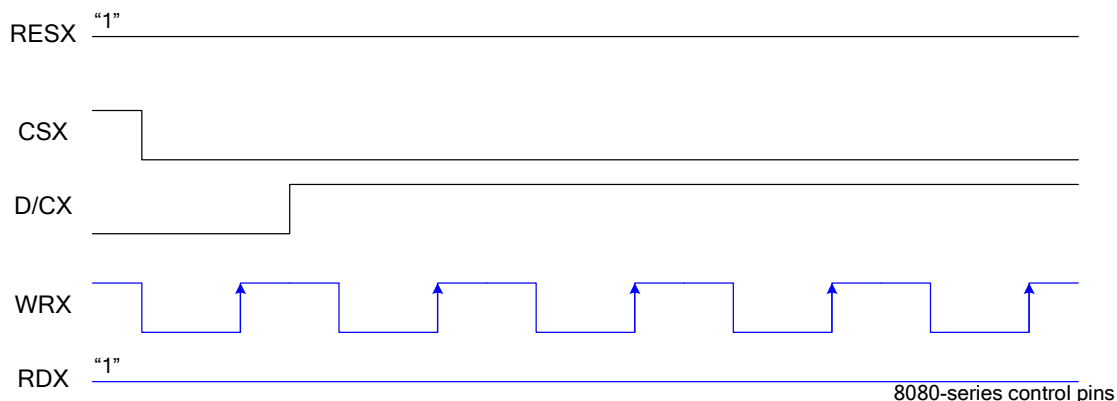 “1”
RESX
CSX
D/CX
WRX
“1”
RDX
8080-series control pins